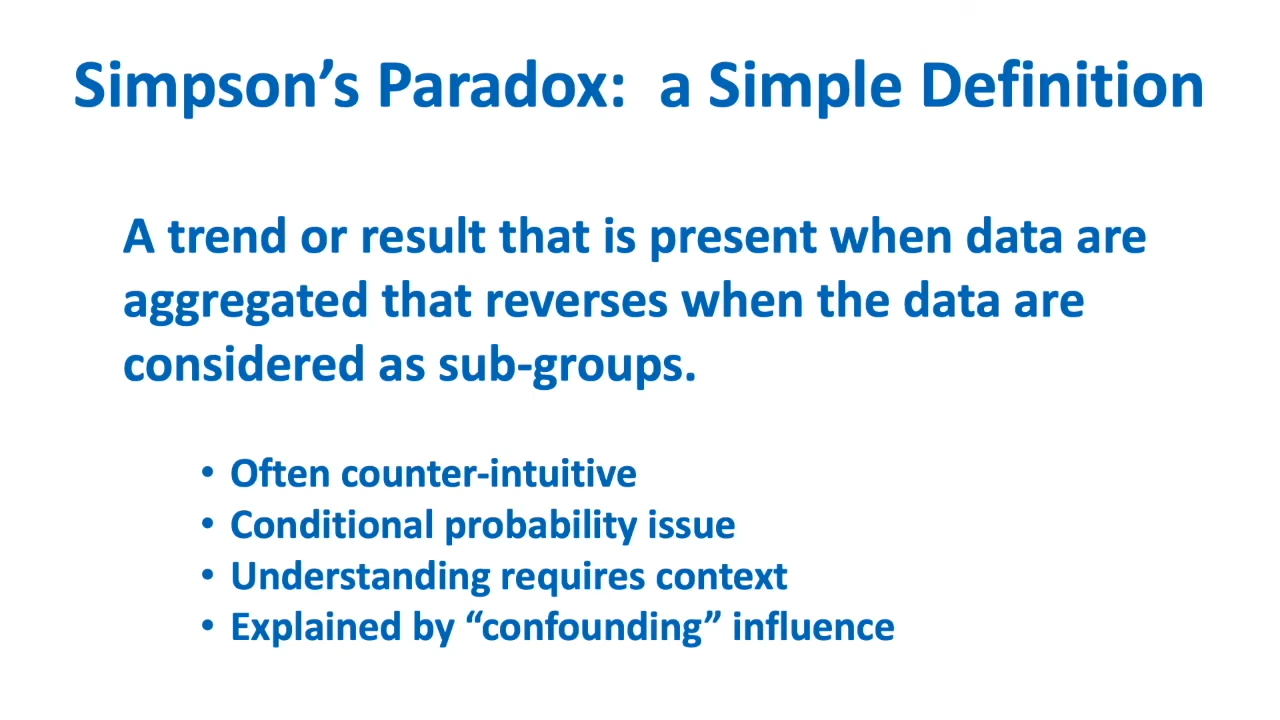 Simpson’s Paradox:  a Simple Definition
A trend or result that is present when data are
aggregated that reverses when the data are
considered as sub-groups.
• Often counter-intuitive
• Conditional probability issue
• Understanding requires context
• Explained by “confounding” influence